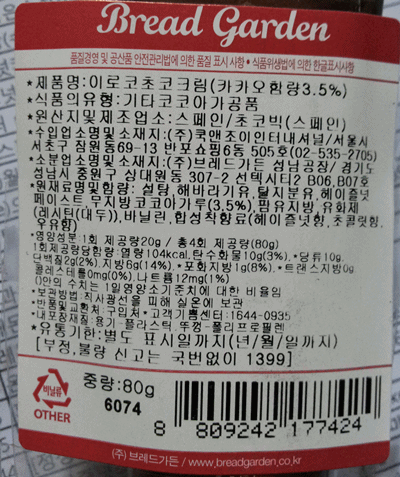 Bread Garden
품질경영 및 공산품 안전관리법에 의한 품질 표시 사항 • 식품위생법에 의한 한글표시사항
*제품명:이로코초코크림(카카오함량3.5%)
*식품의유형:기타코코아가공품
*원산지및제조업소:스페인/초코빅(스페인)
*수입업소명및소재지:(주)쿡앤조이인터내셔널/서울시
서초구 잠원동69-13 반포쇼핑6동 505호(02-535-2705)
*소분업소명및소재지:(주)브레드가든 성남공장/ 경기도
성남시 중원구 상대원동 307-2 선텍시티2 B06,B07호
*원재료명및함량: 설탕,해바라기유,탈지분유,헤이즐넛
페이스트,무지방코코아가루(3.5%),팜유지방,유화제
(레시틴(대두)),바닐린,합성착향료(헤이즐넛향,초콜릿향,
우유향)
*영양성분:1회 제공량20g / 총4회 제공량(80g)
1회제공량당함량:열량104kcal,탄수화물10g(3%),*당류10g,
단백질2g(2%),지방6g(14%),*포화지방1g(8%),*트랜스지방0g
콜레스테롤0mg(0%),나트륨12mg(1%)
()안의 수치는 1일영양소기준치에 대한 비율임
*보관방법:직사광선을 피해 실온에 보관
*반품및교환처:구입처*고객기쁨센터:1644-0935
*내포장재질:용기-플라스틱 뚜껑-폴리프로필렌
*유통기한:별도 표시일까지(년/월/일까지)
[부정,불량 신고는 국번없이 1399]
비닐류
OTHER
중량:80g
6074
8 809242 177424
(주) 브레드가든 / www.breadgarden.co.kr